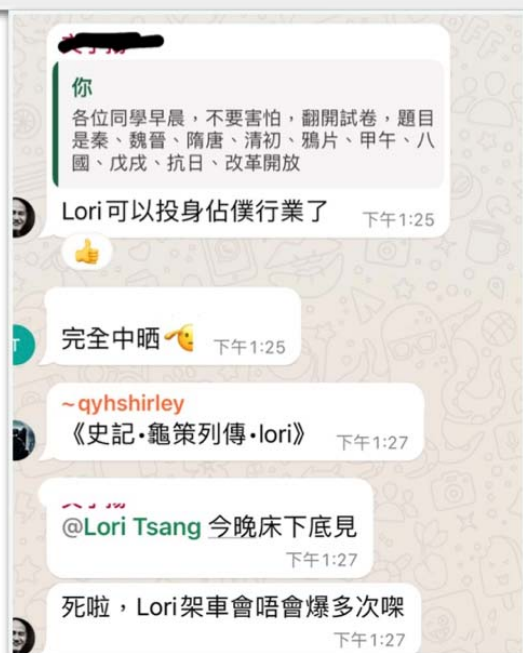 你
各位同學早晨，不要害怕，翻開試卷，題目
是秦、魏晉、隋唐、清初、鴉片、甲午、八
國、戊戌、抗日、改革開放
Lori可以投身佔僕行業了
下午1:25
T
完全中晒
下午1:25
~qyhshirley
《史記•龜策列傳•lori》
下午1:27
@Lori Tsang 今晚床下底見
下午1:27
死啦，Lori架車會唔會爆多次㗎
下午1:27